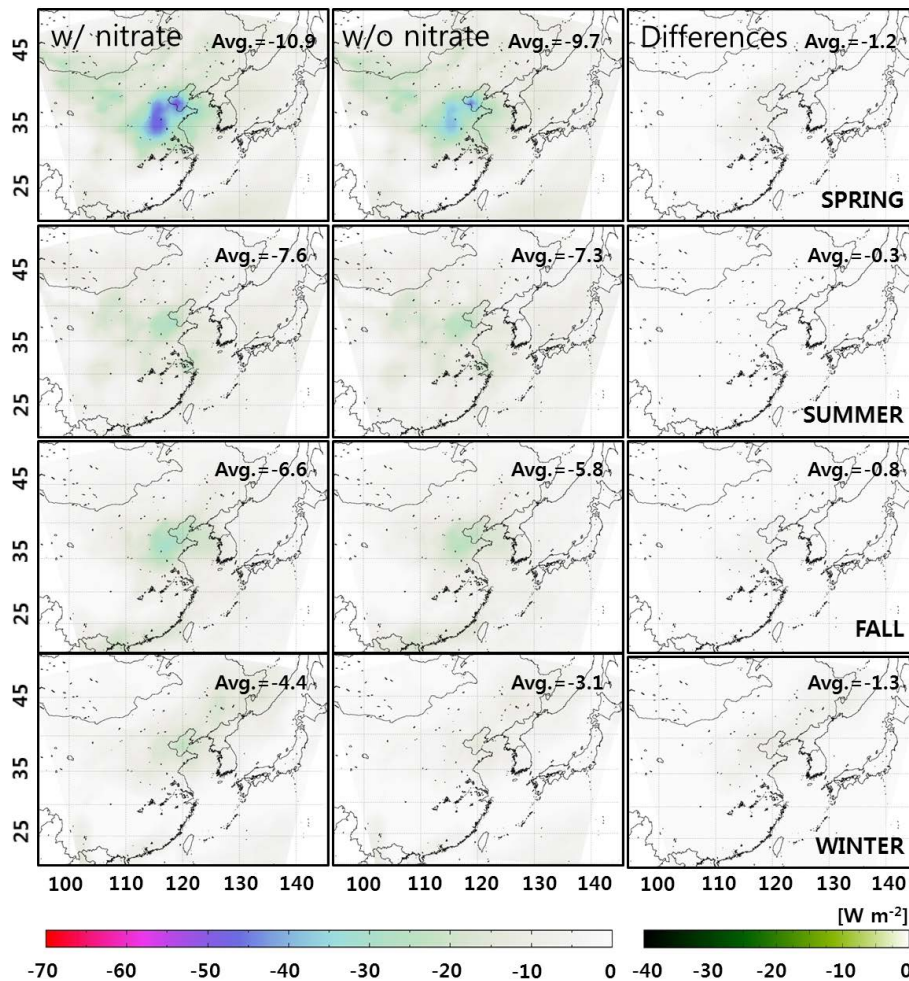 w/ nitrate Avg.=-10.9 w/o nitrate Avg.=-9.7 Differences Avg.=-1.2
45
35
25
SPRING
Avg.=-7.6 Avg.=-7.3 Avg.=-0.3
45
35
25
SUMMER
Avg.=-6.6 Avg.=-5.8 Avg.=-0.8
45
35
25
FALL
Avg.=-4.4 Avg.=-3.1 Avg.=-1.3
45
35
25
WINTER
100 110 120 130 140 100 110 120 130 140 100 110 120 130 140
[W m-2]
-70 -60 -50 -40 -30 -20 -10 0 -40 -30 -20 -10 0